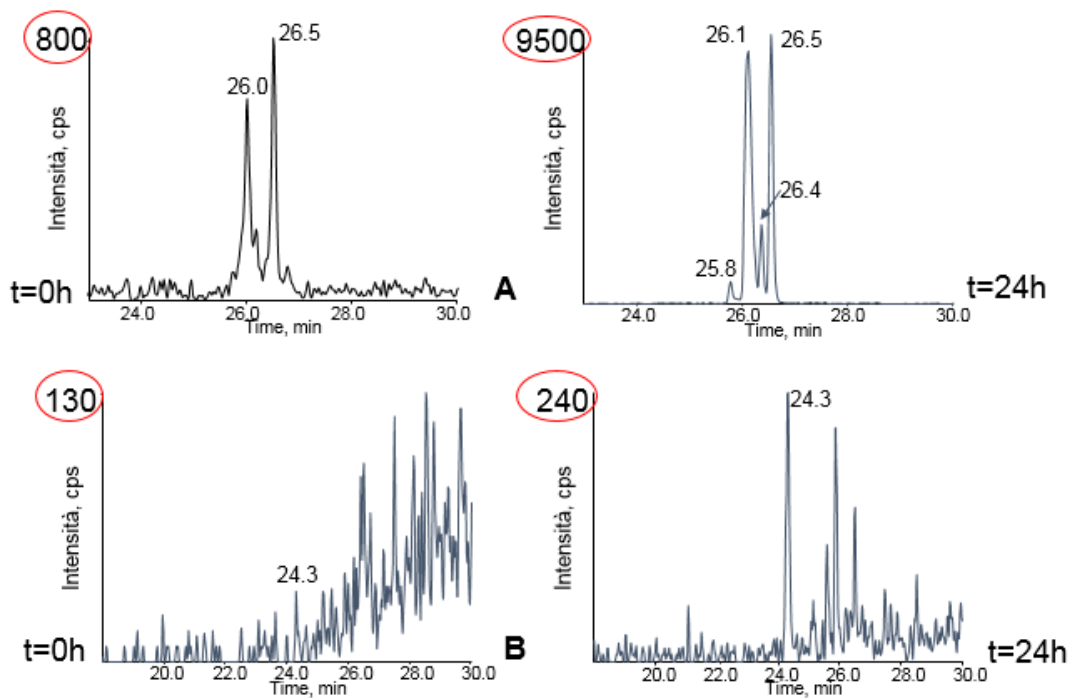 800
26.0
26.5
Intensità, cps
t=0h
24.0 26.0 28.0 30.0
Time, min
A
9500
26.1
26.5
26.4
25.8
Intensità, cps
t=24h
24.0 26.0 28.0 30.0
Time, min
130
24.3
Intensità, cps
t=0h
20.0 22.0 24.0 26.0 28.0 30.0
Time, min
B
240
24.3
Intensità, cps
t=24h
20.0 22.0 24.0 26.0 28.0 30.0
Time, min